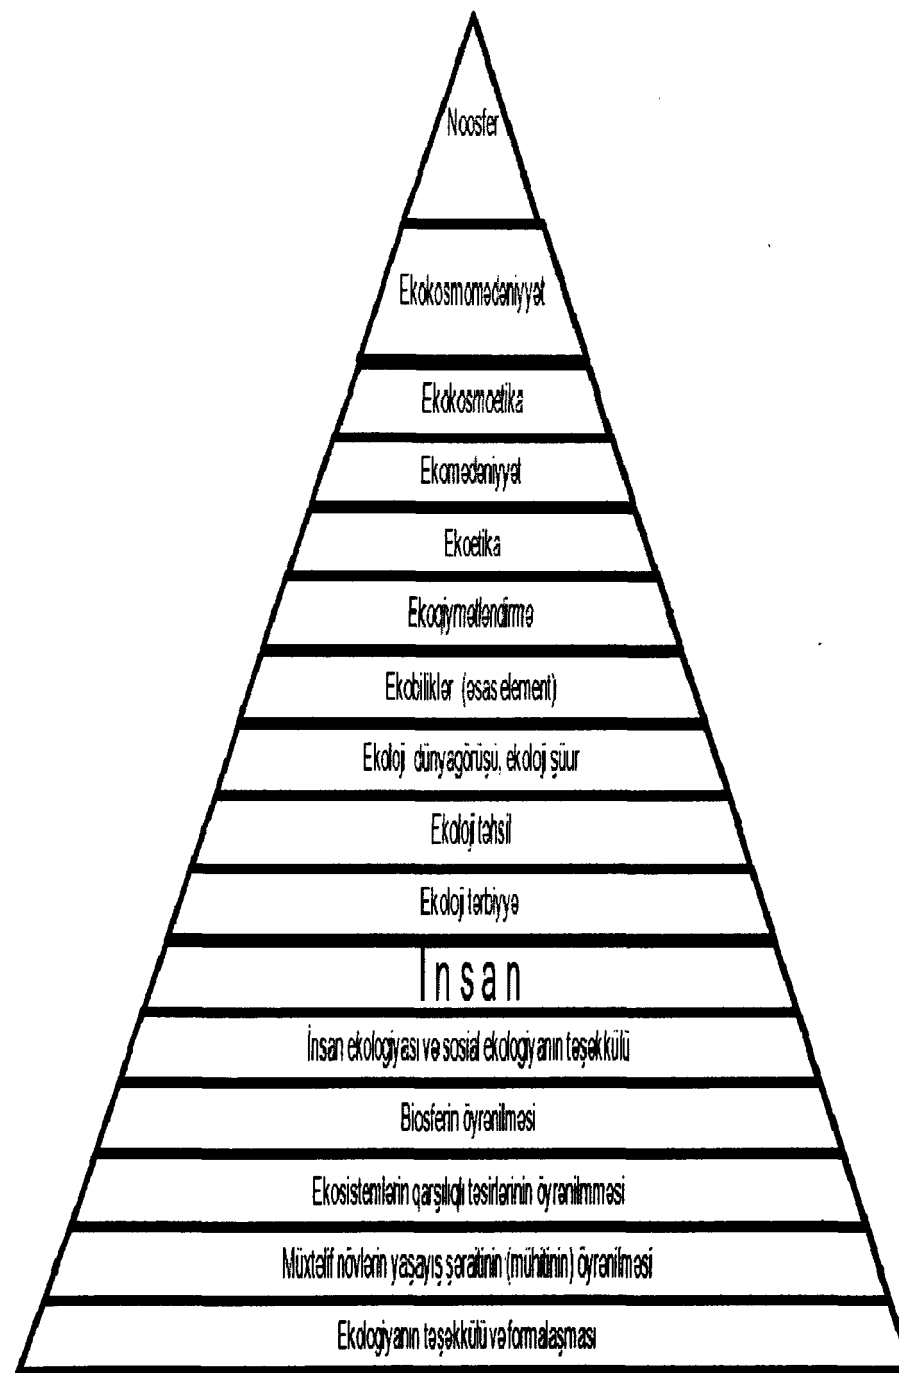 Noosfer
Ekokosmomədəniyyət
Ekokosmoetika
Ekomədəniyyət
Ekoetika
Ekoqiymətləndirmə
Ekobiliklər (əsas element)
Ekoloji dünyagörüşü, ekoloji şüur
Ekoloji təhsil
Ekoloji tərbiyyə
İnsan
İnsan ekologiyası və sosial ekologiyanın təşəkkülü
Biosferin öyrənilməsi
Ekosistemlərin qarşılıqlı təsirlərinin öyrənilmməsi
Müxtəlif növlərin yaşayış şəraitinin (mühitinin) öyrənilməsi
Ekologiyanın təşəkkülü və formalaşması